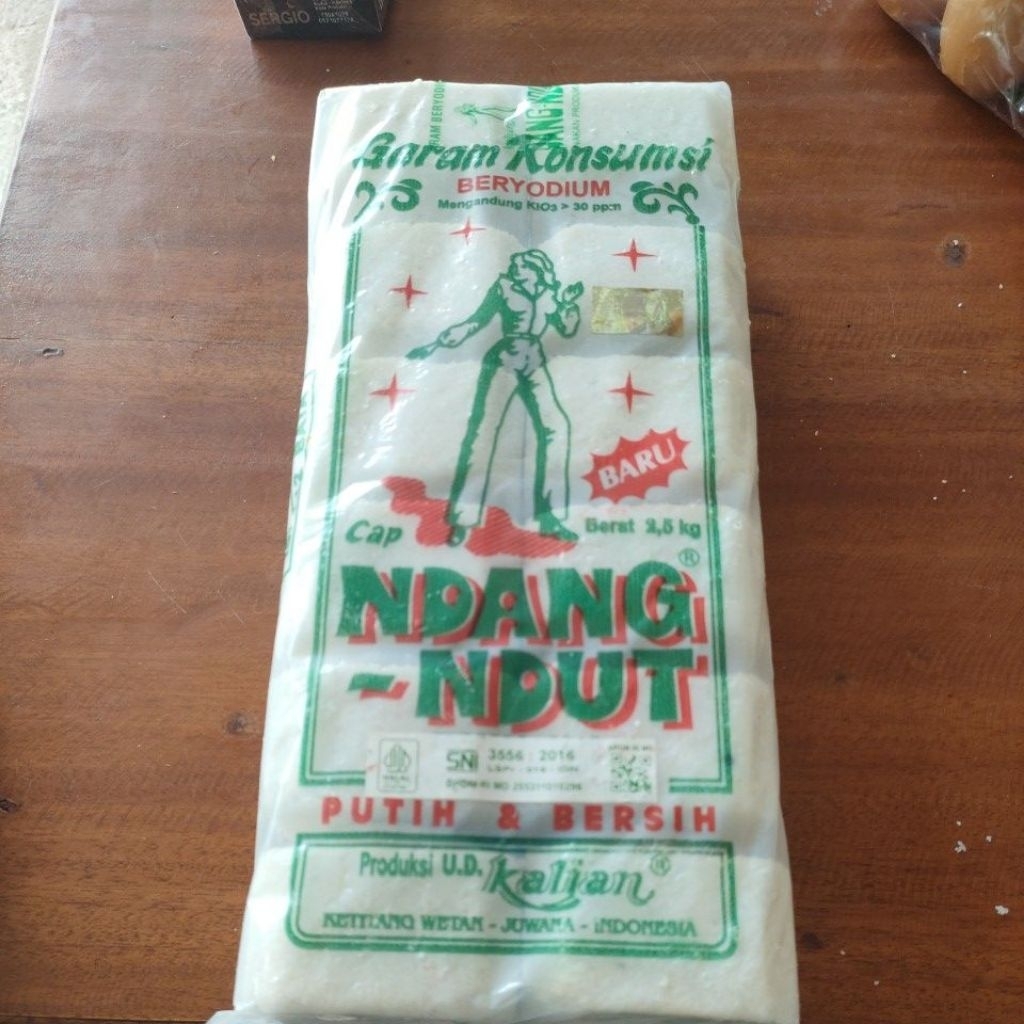 SERGIO
Garam Konsumsi
BERYODIUM
Mengandung KIO₃ > 30 ppm
BARU
Cap
Berat 2,5 kg
NDANG®
-NDUT
SNI 3556 : 2016
PUTIH & BERSIH
Produksi U.D. Kalian®
KETITANG WETAN - JUWANA - INDONESIA